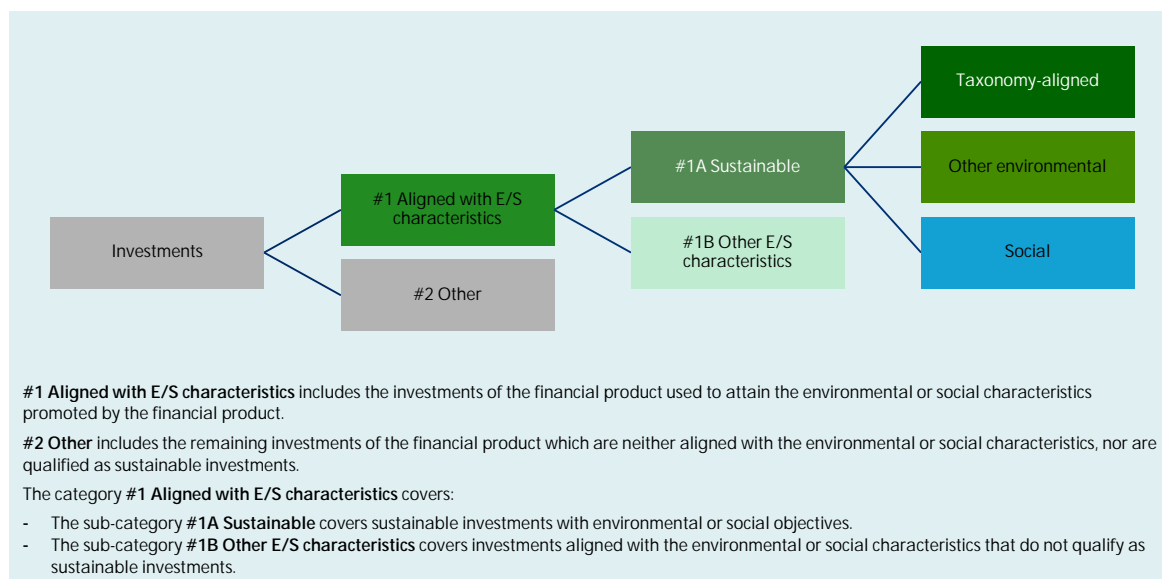 Taxonomy-aligned
#1A Sustainable
Other environmental
#1 Aligned with E/S
characteristics
Investments
#1B Other E/S
characteristics
Social
#2 Other
#1 Aligned with E/S characteristics includes the investments of the financial product used to attain the environmental or social characteristics
promoted by the financial product.
#2 Other includes the remaining investments of the financial product which are neither aligned with the environmental or social characteristics, nor are
qualified as sustainable investments.
The category #1 Aligned with E/S characteristics covers:
- The sub-category #1A Sustainable covers sustainable investments with environmental or social objectives.
- The sub-category #1B Other E/S characteristics covers investments aligned with the environmental or social characteristics that do not qualify as
sustainable investments.